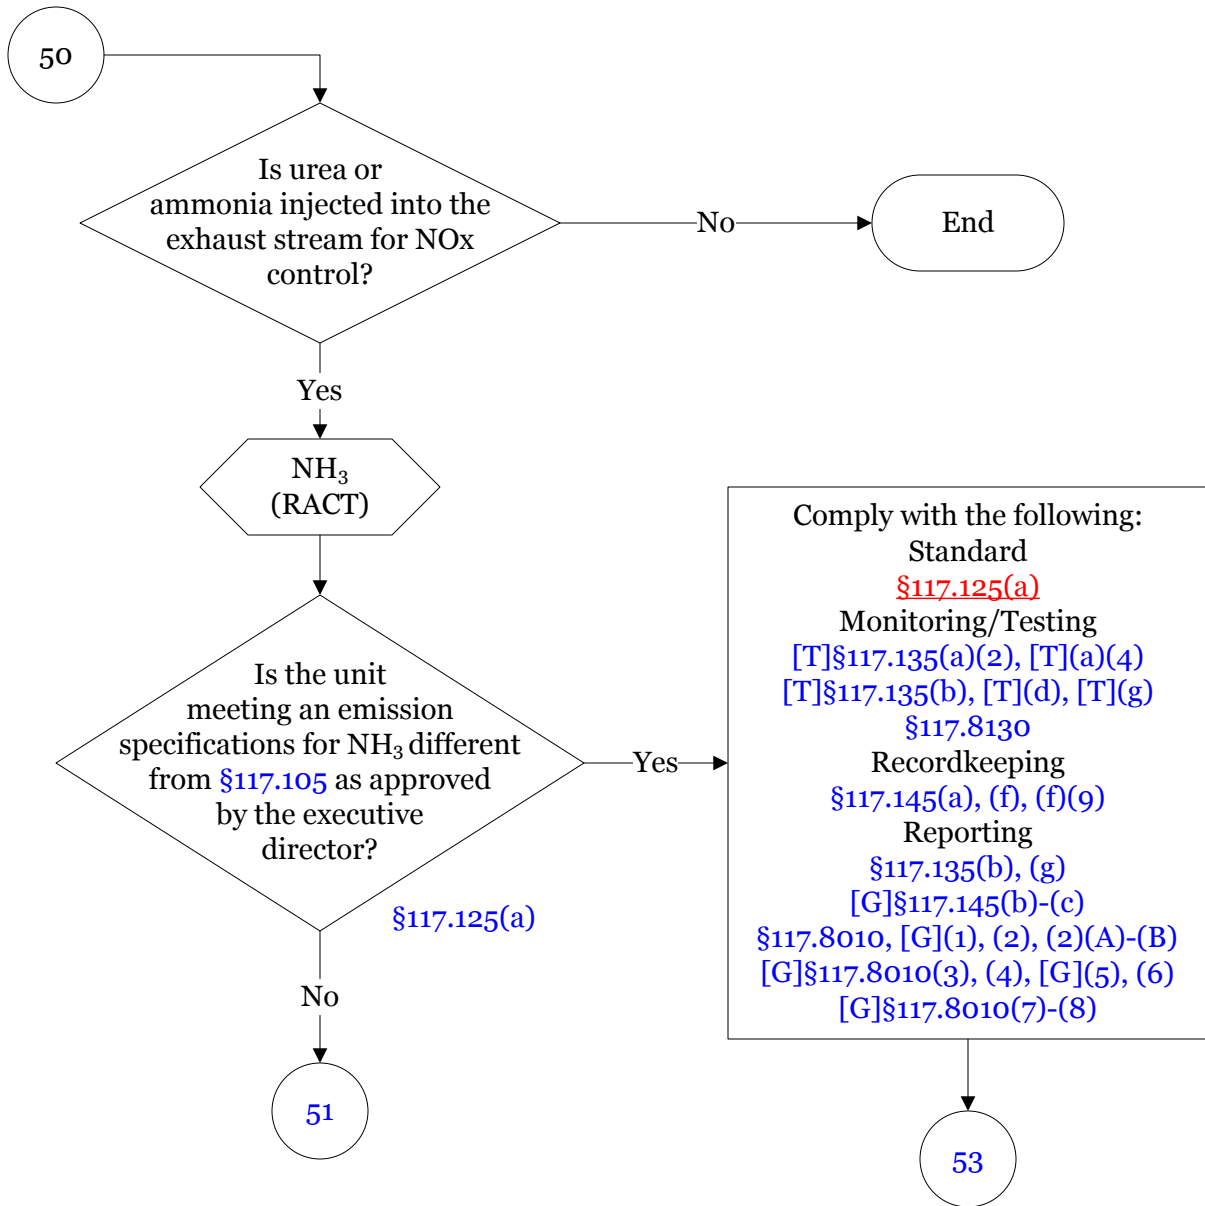 50
Is urea or
ammonia injected into the
exhaust stream for NOx
control?
No
End
Yes
NH₃
(RACT)
Is the unit
meeting an emission
specifications for NH₃ different
from §117.105 as approved
by the executive
director?
§117.125(a)
Yes
Comply with the following:
Standard
§117.125(a)
Monitoring/Testing
[T]§117.135(a)(2), [T](a)(4)
[T]§117.135(b), [T](d), [T](g)
§117.8130
Recordkeeping
§117.145(a), (f), (f)(9)
Reporting
§117.135(b), (g)
[G]§117.145(b)-(c)
§117.8010, [G](1), (2), (2)(A)-(B)
[G]§117.8010(3), (4), [G](5), (6)
[G]§117.8010(7)-(8)
No
51
53